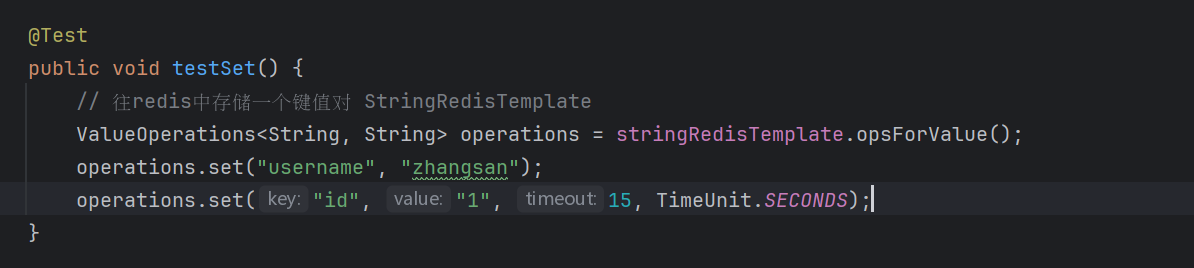 @Test
public void testSet() {
// 往redis中存储一个键值对 StringRedisTemplate
ValueOperations<String, String> operations = stringRedisTemplate.opsForValue();
operations.set("username", "zhangsan");
operations.set( key: "id", value: "1", timeout: 15, TimeUnit.SECONDS);
}